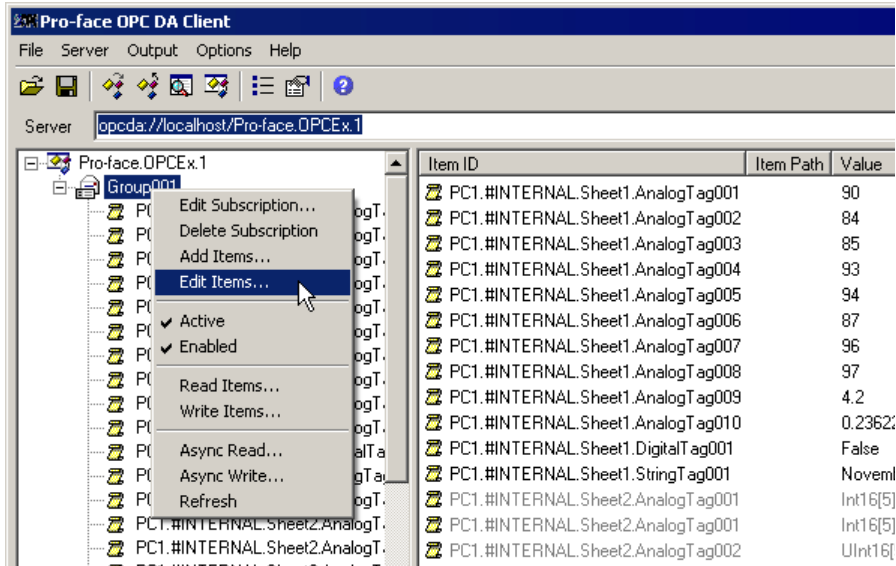 Pro-face OPC DA Client
File Server Output Options Help
Server opcda://localhost/Pro-face.OPCEx.1
Pro-face.OPCEx.1
Group001
Edit Subscription...
Delete Subscription
Add Items...
Edit Items...
Active
Enabled
Read Items...
Write Items...
Async Read...
Async Write...
Refresh
PC1.#INTERNAL.Sheet2.AnalogT
PC1.#INTERNAL.Sheet2.AnalogT
Item ID Item Path Value
PC1.#INTERNAL.Sheet1.AnalogTag001 90
PC1.#INTERNAL.Sheet1.AnalogTag002 84
PC1.#INTERNAL.Sheet1.AnalogTag003 85
PC1.#INTERNAL.Sheet1.AnalogTag004 93
PC1.#INTERNAL.Sheet1.AnalogTag005 94
PC1.#INTERNAL.Sheet1.AnalogTag006 87
PC1.#INTERNAL.Sheet1.AnalogTag007 96
PC1.#INTERNAL.Sheet1.AnalogTag008 97
PC1.#INTERNAL.Sheet1.AnalogTag009 4.2
PC1.#INTERNAL.Sheet1.AnalogTag010 0.23622
PC1.#INTERNAL.Sheet1.DigitalTag001 False
PC1.#INTERNAL.Sheet1.StringTag001 Novem
PC1.#INTERNAL.Sheet2.AnalogTag001 Int16[5]
PC1.#INTERNAL.Sheet2.AnalogTag001 Int16[5]
PC1.#INTERNAL.Sheet2.AnalogTag002 UInt16[